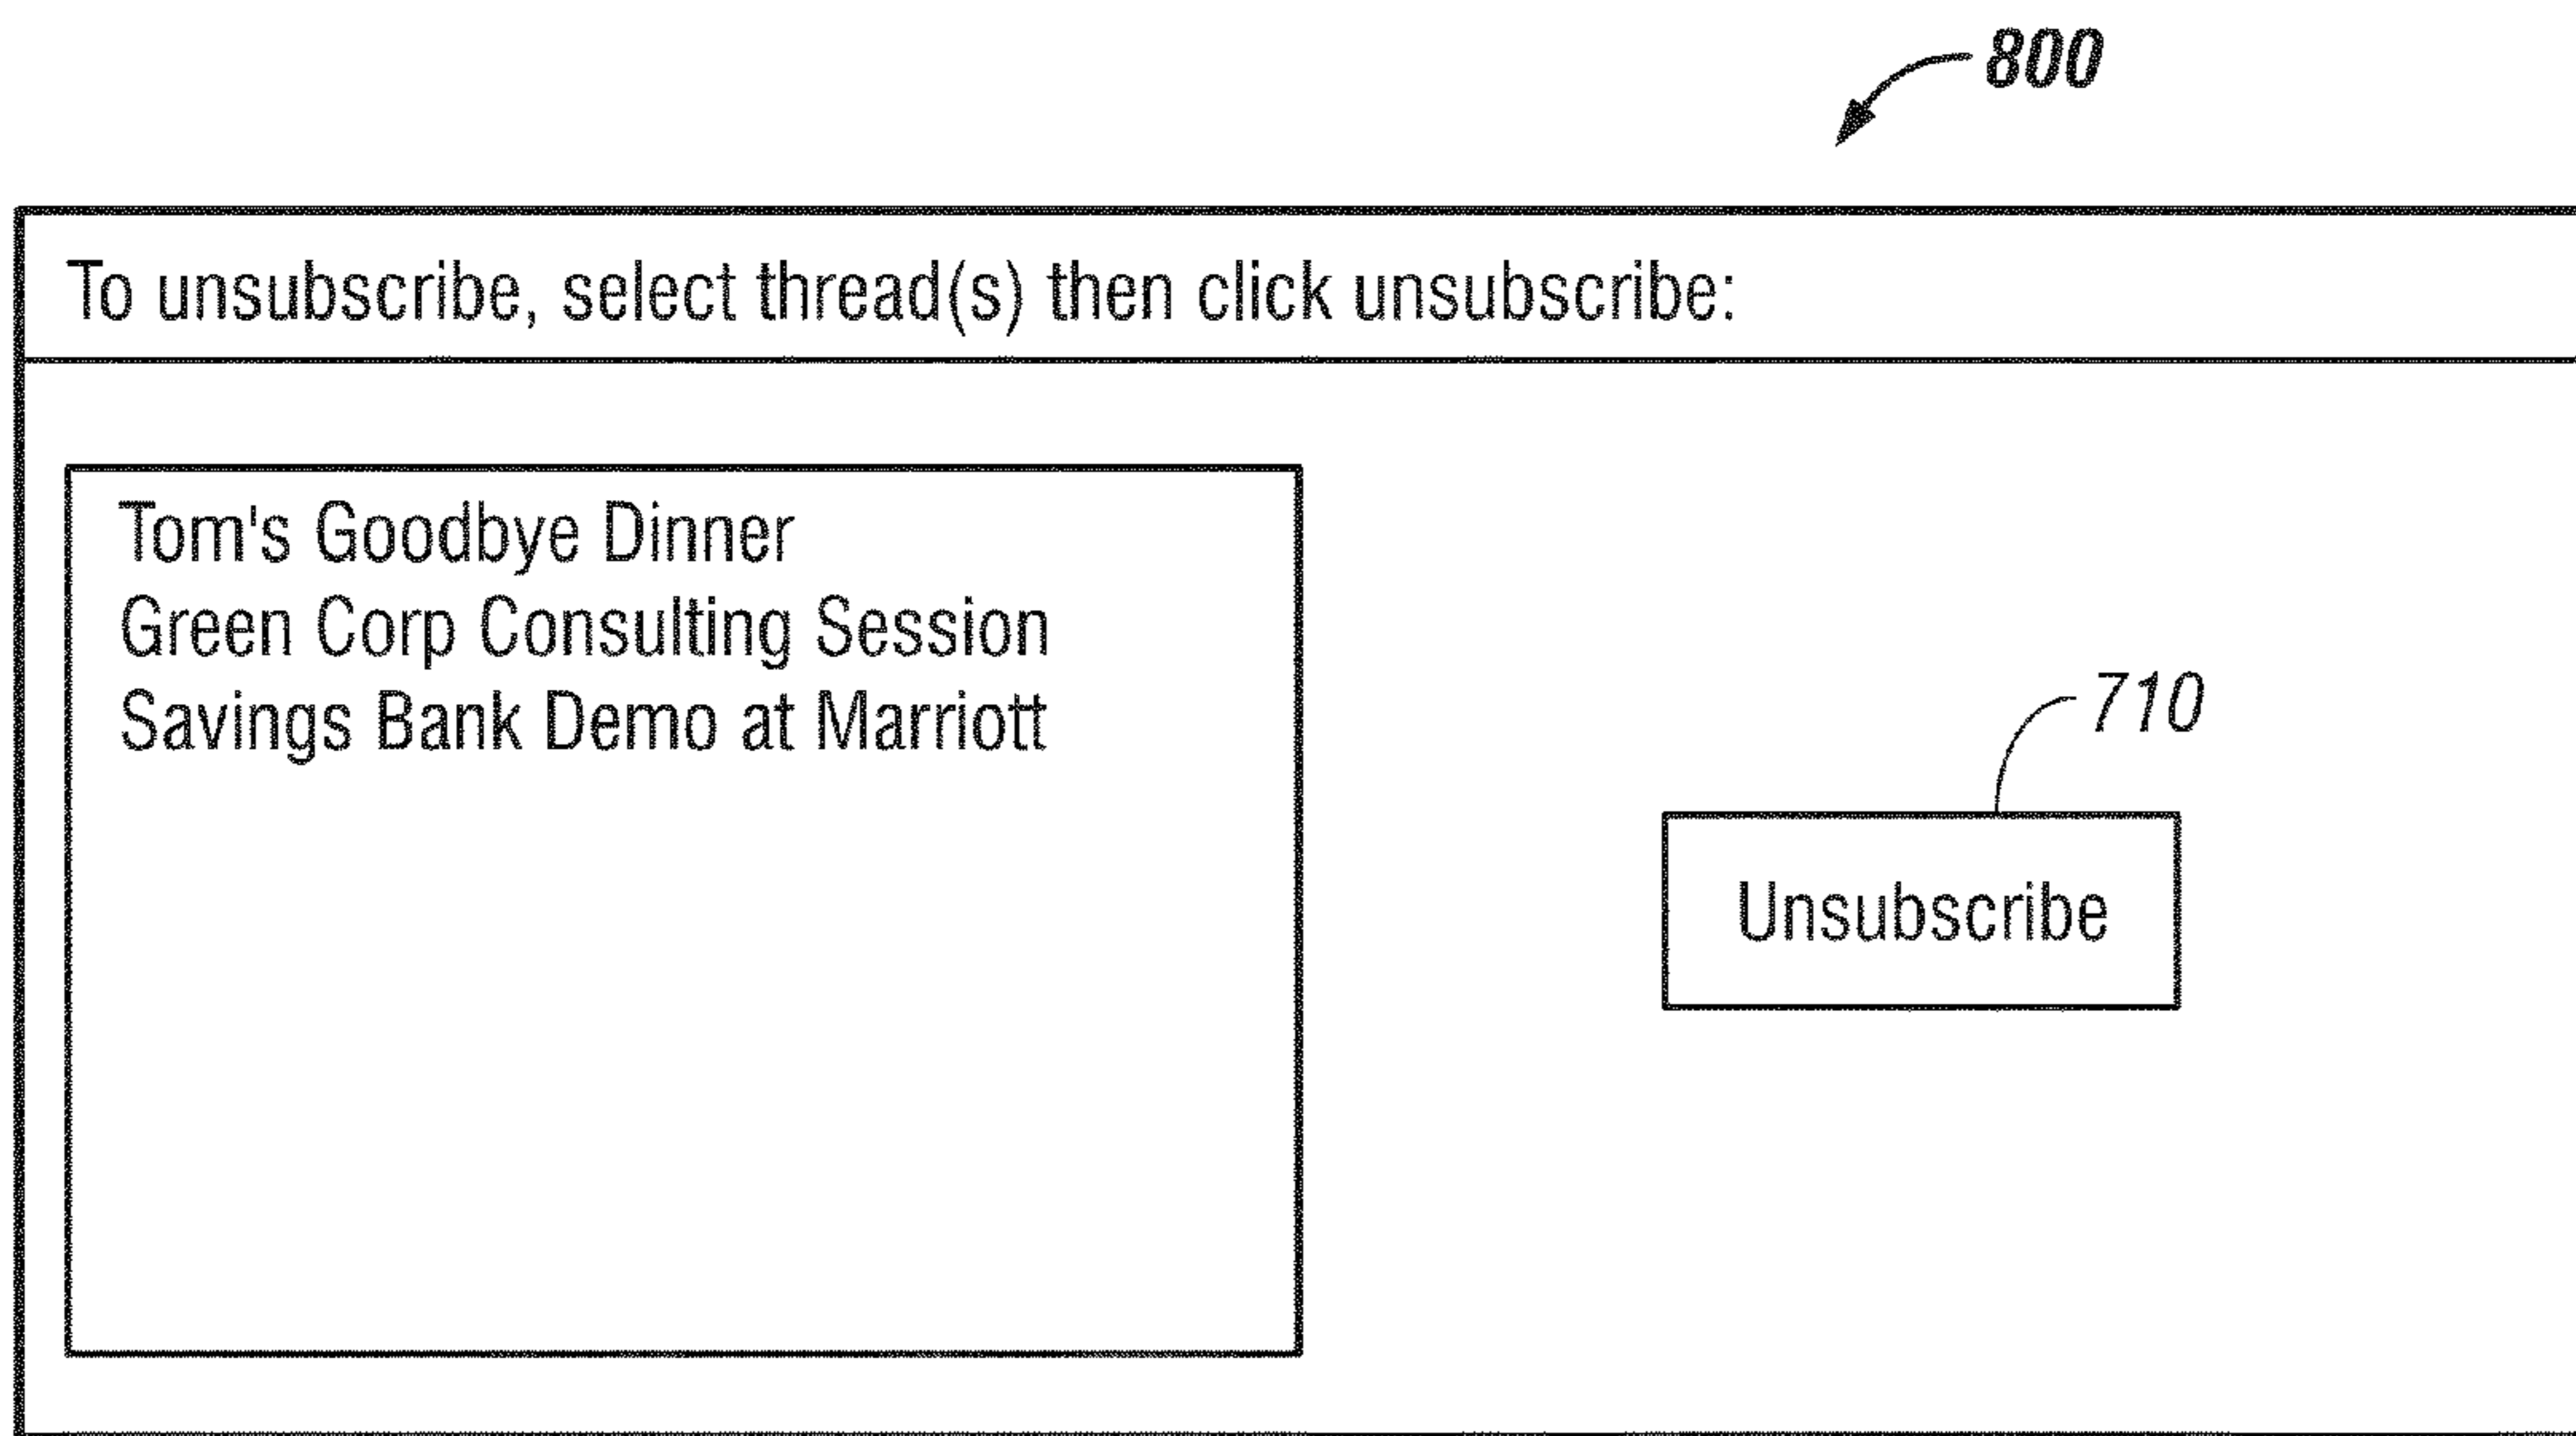 800
To unsubscribe, select thread(s) then click unsubscribe:
Tom's Goodbye Dinner
Green Corp Consulting Session
Savings Bank Demo at Marriott
710
Unsubscribe